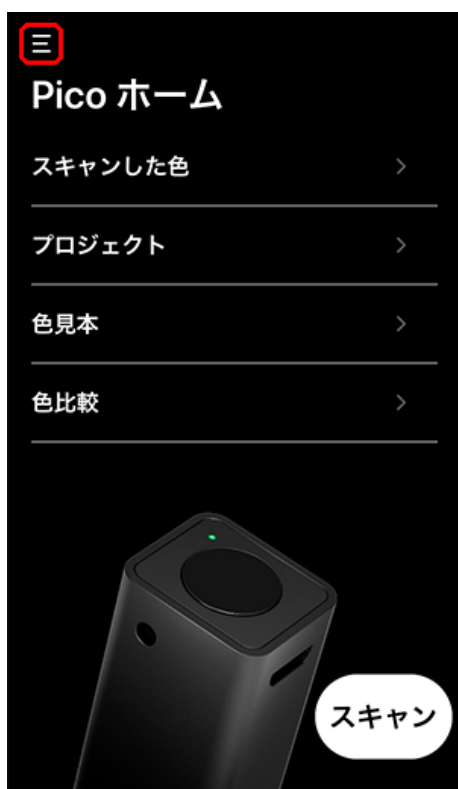 Pico ホーム
スキャンした色
プロジェクト
色見本
色比較
スキャン